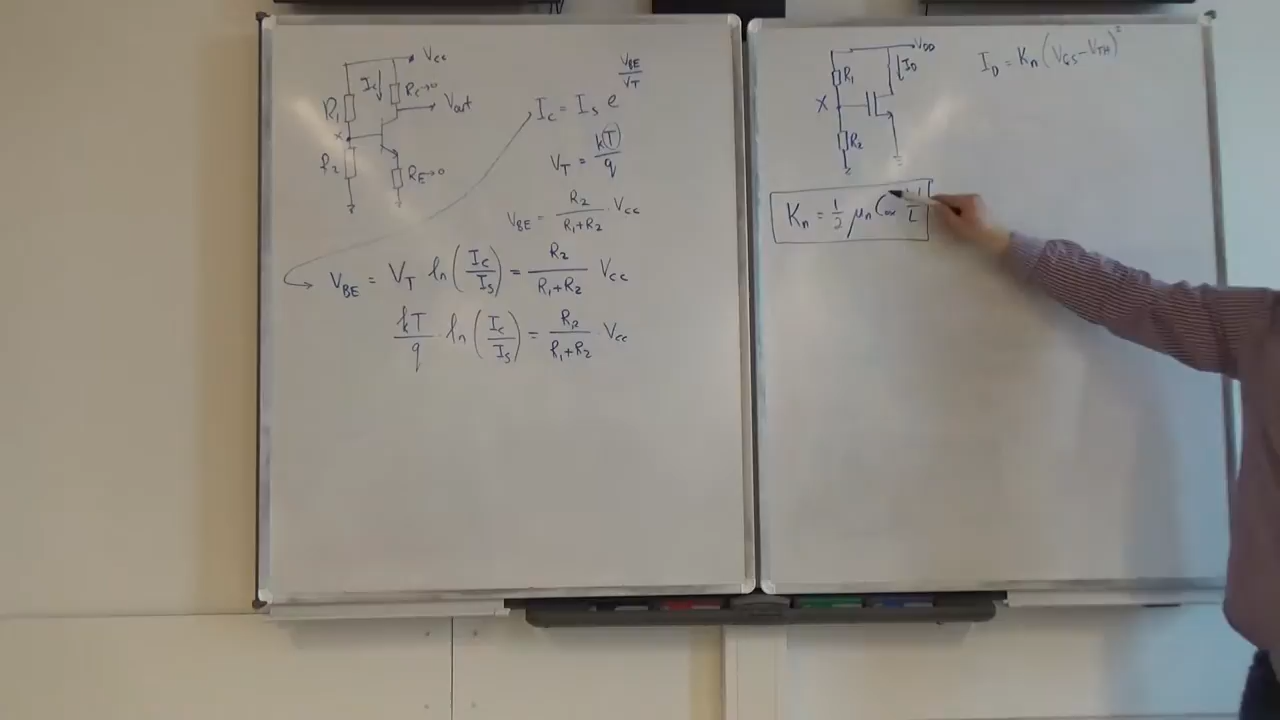 Vcc
Ic
Rc→0
R₁
Vout
x
R₂
RE→0
Ic = Is e^(VBE/VT)
VT = kT/q
VBE = R₂/(R₁+R₂) · Vcc
VBE = VT ln(Ic/Is) = R₂/(R₁+R₂) Vcc
kT/q · ln(Ic/Is) = R₂/(R₁+R₂) · Vcc
VDD
R₁
ID
X
R₂
ID = Kn(VGS-VTH)²
Kn = 1/2 μn Cox /L